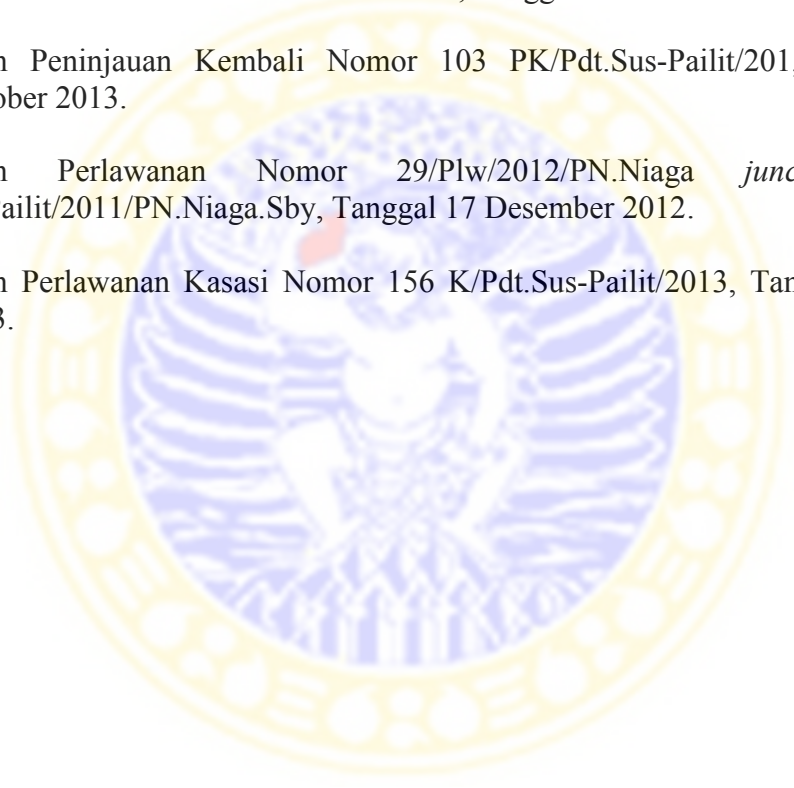 n Peninjauan Kembali Nomor 103 PK/Pdt.Sus-Pailit/201
ober 2013.
n Perlawanan Nomor 29/Plw/2012/PN.Niaga junc
ailit/2011/PN.Niaga.Sby, Tanggal 17 Desember 2012.
n Perlawanan Kasasi Nomor 156 K/Pdt.Sus-Pailit/2013, Tan
3.